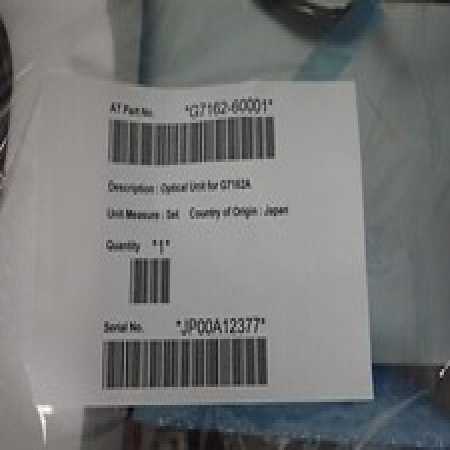 AT Part No. *G7162-60001*
Description : Optical Unit for G7162A
Unit Measure : Set Country of Origin : Japan
Quantity *1*
Serial No. *JP00A12377*